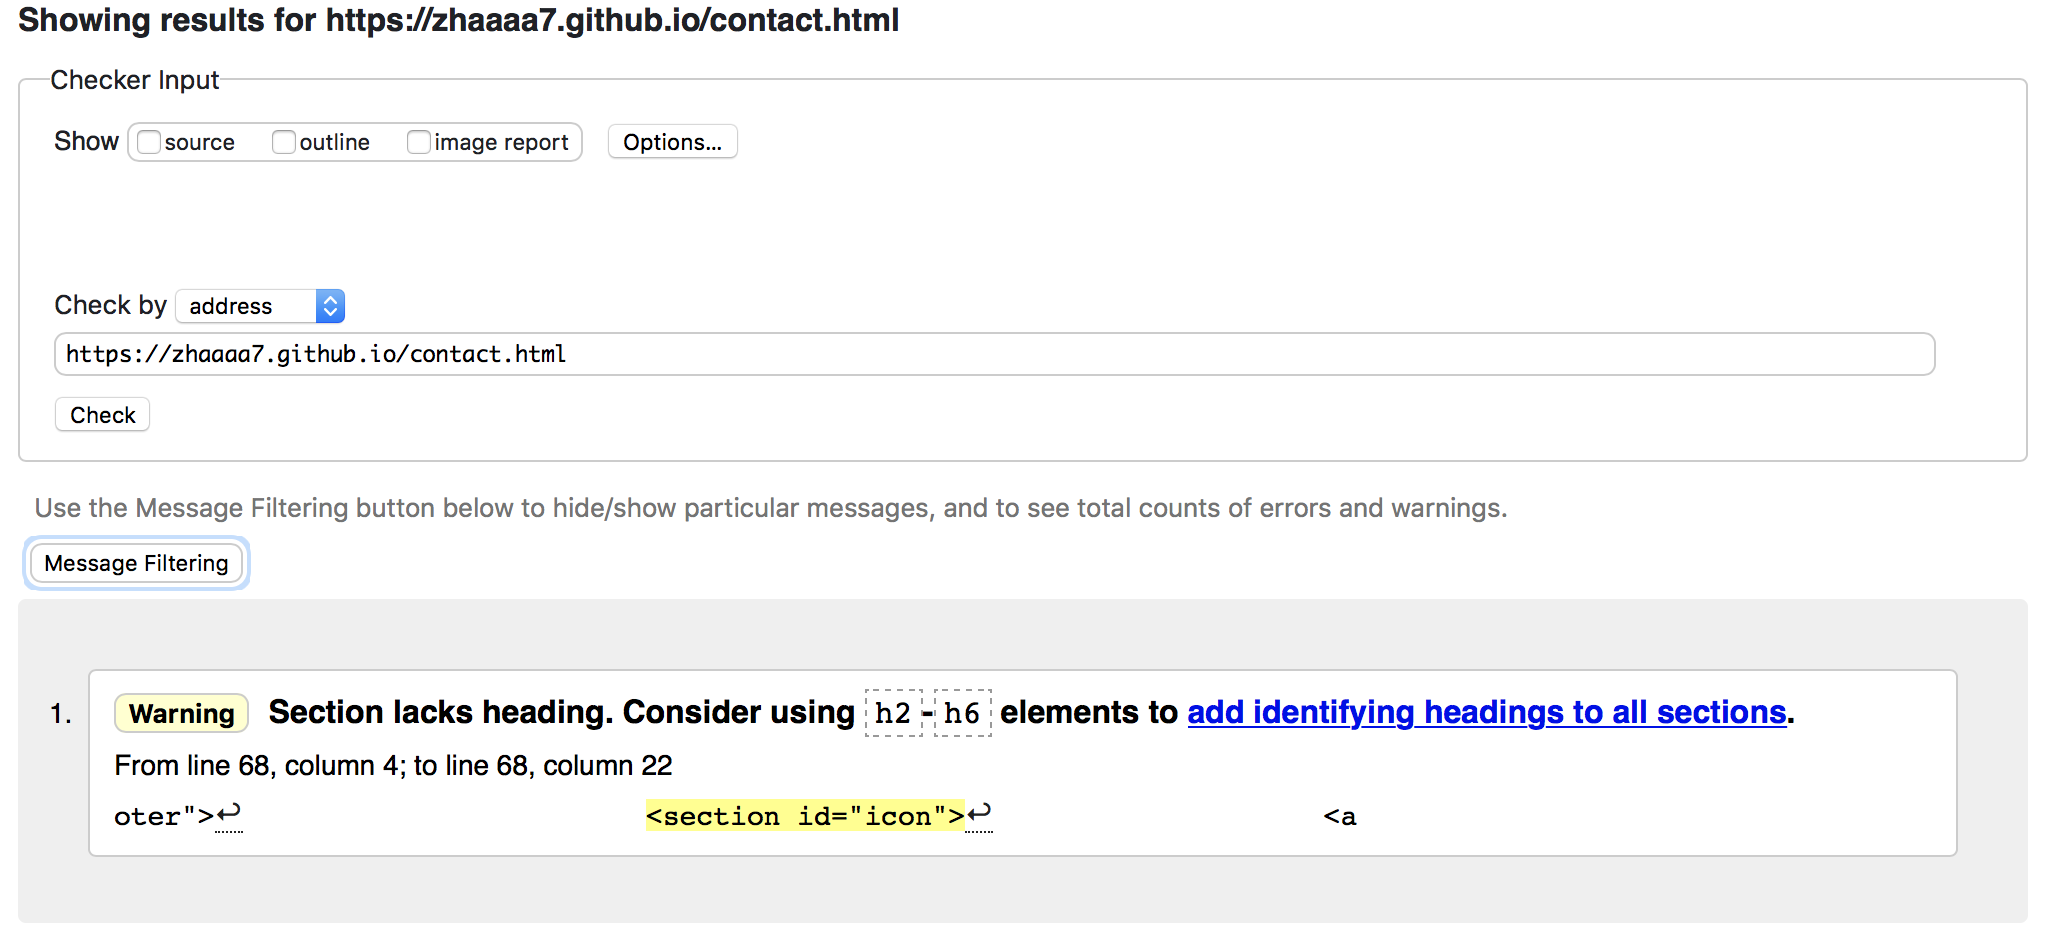 Showing results for https://zhaaaa7.github.io/contact.html
Checker Input
Show source outline image report Options...
Check by address
https://zhaaaa7.github.io/contact.html
Check
Use the Message Filtering button below to hide/show particular messages, and to see total counts of errors and warnings.
Message Filtering
1. Warning Section lacks heading. Consider using h2-h6 elements to add identifying headings to all sections.
From line 68, column 4; to line 68, column 22
oter">↩ <section id="icon">↩ <a